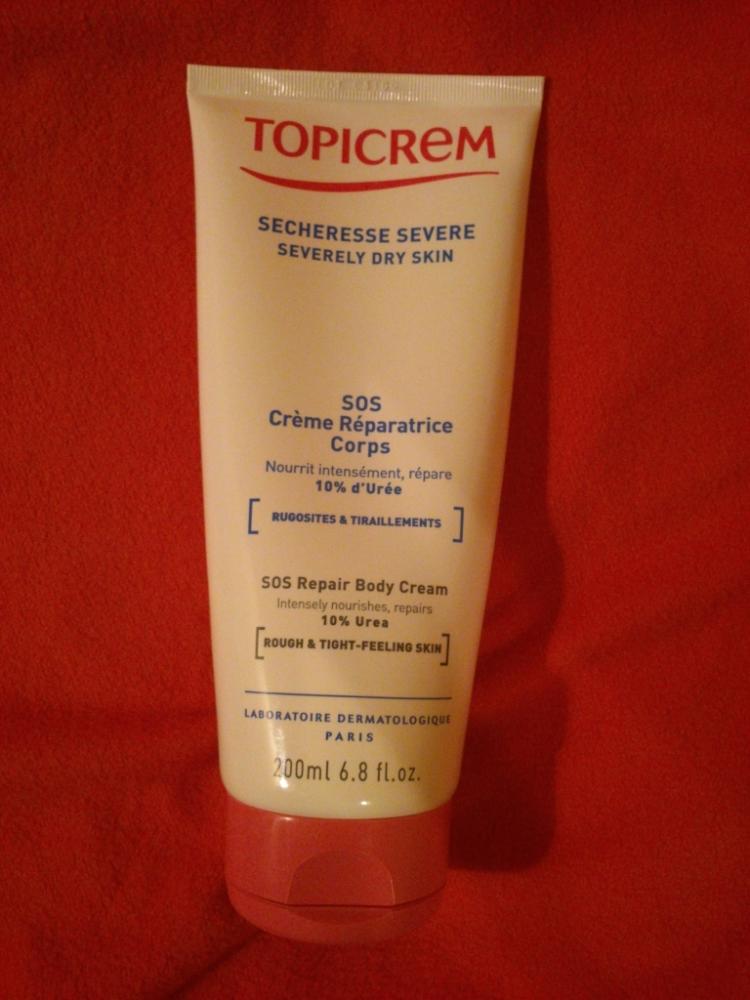 TOPICREM
SECHERESSE SEVERE
SEVERELY DRY SKIN
SOS
Crème Réparatrice
Corps
Nourrit intensément, répare
10% d'Urée
[RUGOSITES & TIRAILLEMENTS]
SOS Repair Body Cream
Intensely nourishes, repairs
10% Urea
[ROUGH & TIGHT-FEELING SKIN]
LABORATOIRE DERMATOLOGIQUE
PARIS
200ml 6.8 fl.oz.